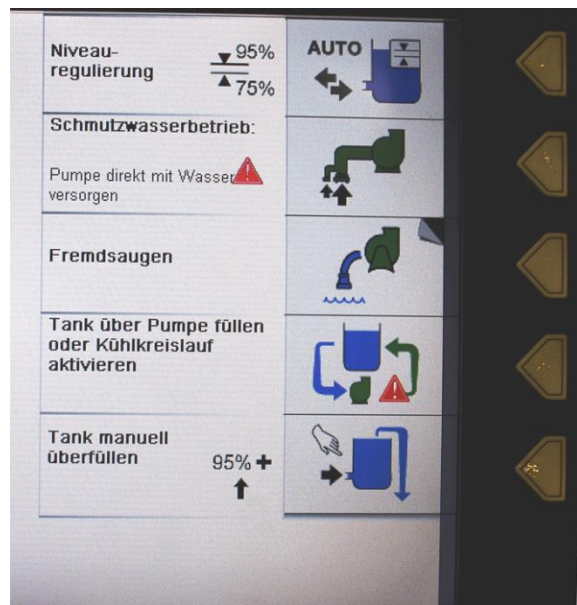 Niveau-
regulierung
95%
75%
AUTO
Schmutzwasserbetrieb:
Pumpe direkt mit Wasser
versorgen
Fremdsaugen
Tank über Pumpe füllen
oder Kühlkreislauf
aktivieren
Tank manuell
überfüllen
95% +